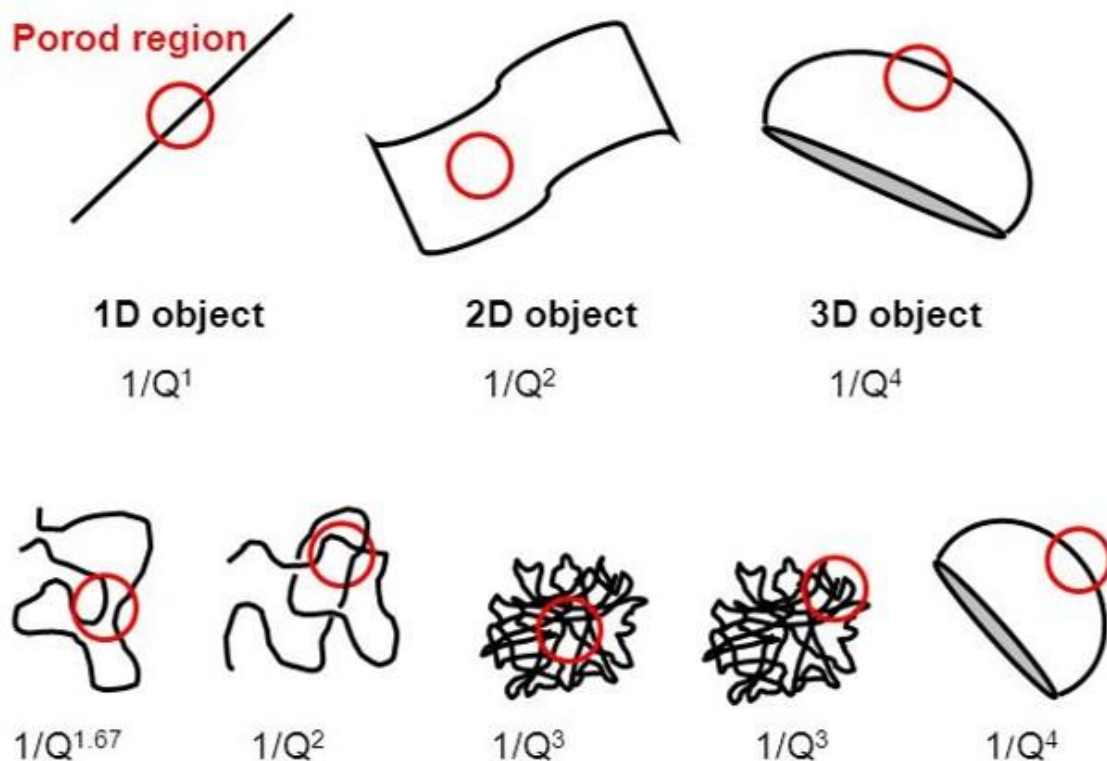 Porod region
1D object 2D object 3D object
1/Q¹ 1/Q² 1/Q⁴
1/Q¹·⁶⁷ 1/Q² 1/Q³ 1/Q³ 1/Q⁴